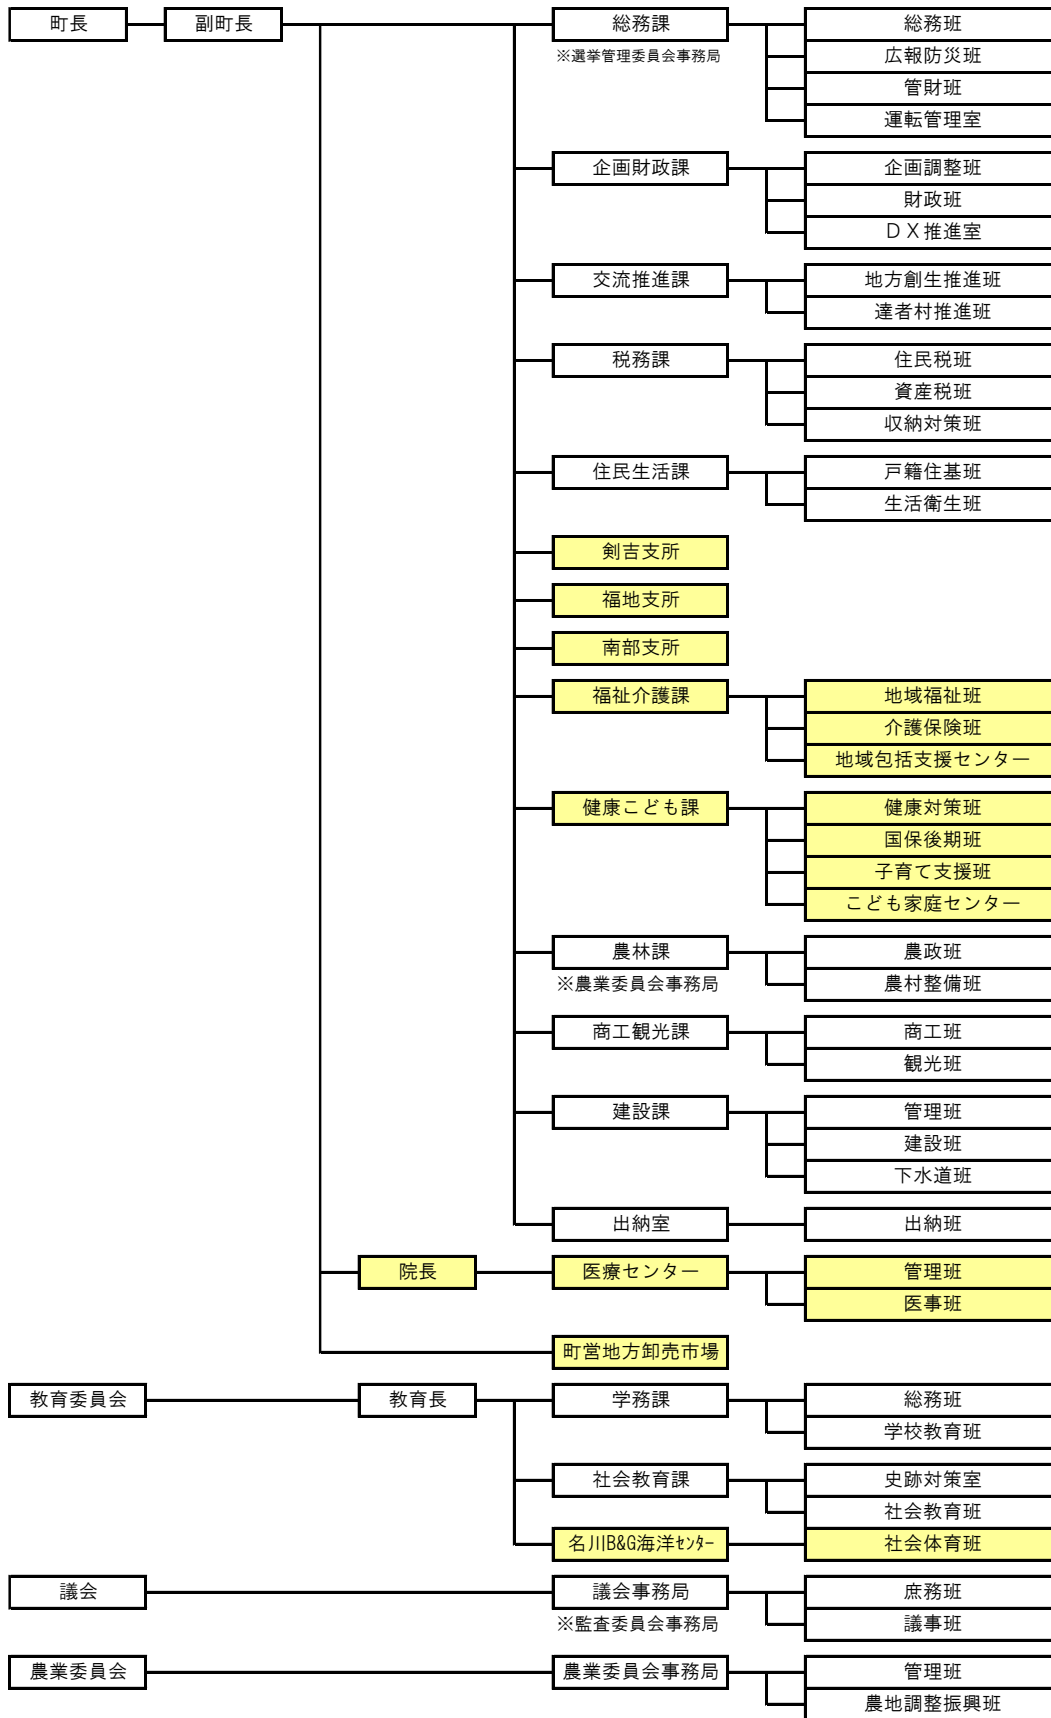 町長 副町長 総務課 総務班
※選挙管理委員会事務局 広報防災班
管財班
運転管理室
企画財政課 企画調整班
財政班
ＤＸ推進室
交流推進課 地方創生推進班
達者村推進班
税務課 住民税班
資産税班
収納対策班
住民生活課 戸籍住基班
生活衛生班
剣吉支所
福地支所
南部支所
福祉介護課 地域福祉班
介護保険班
地域包括支援センター
健康こども課 健康対策班
国保後期班
子育て支援班
こども家庭センター
農林課 農政班
※農業委員会事務局 農村整備班
商工観光課 商工班
観光班
建設課 管理班
建設班
下水道班
出納室 出納班
院長 医療センター 管理班
医事班
町営地方卸売市場
教育委員会 教育長 学務課 総務班
学校教育班
社会教育課 史跡対策室
社会教育班
名川B&G海洋ｾﾝﾀｰ 社会体育班
議会 議会事務局 庶務班
※監査委員会事務局 議事班
農業委員会 農業委員会事務局 管理班
農地調整振興班